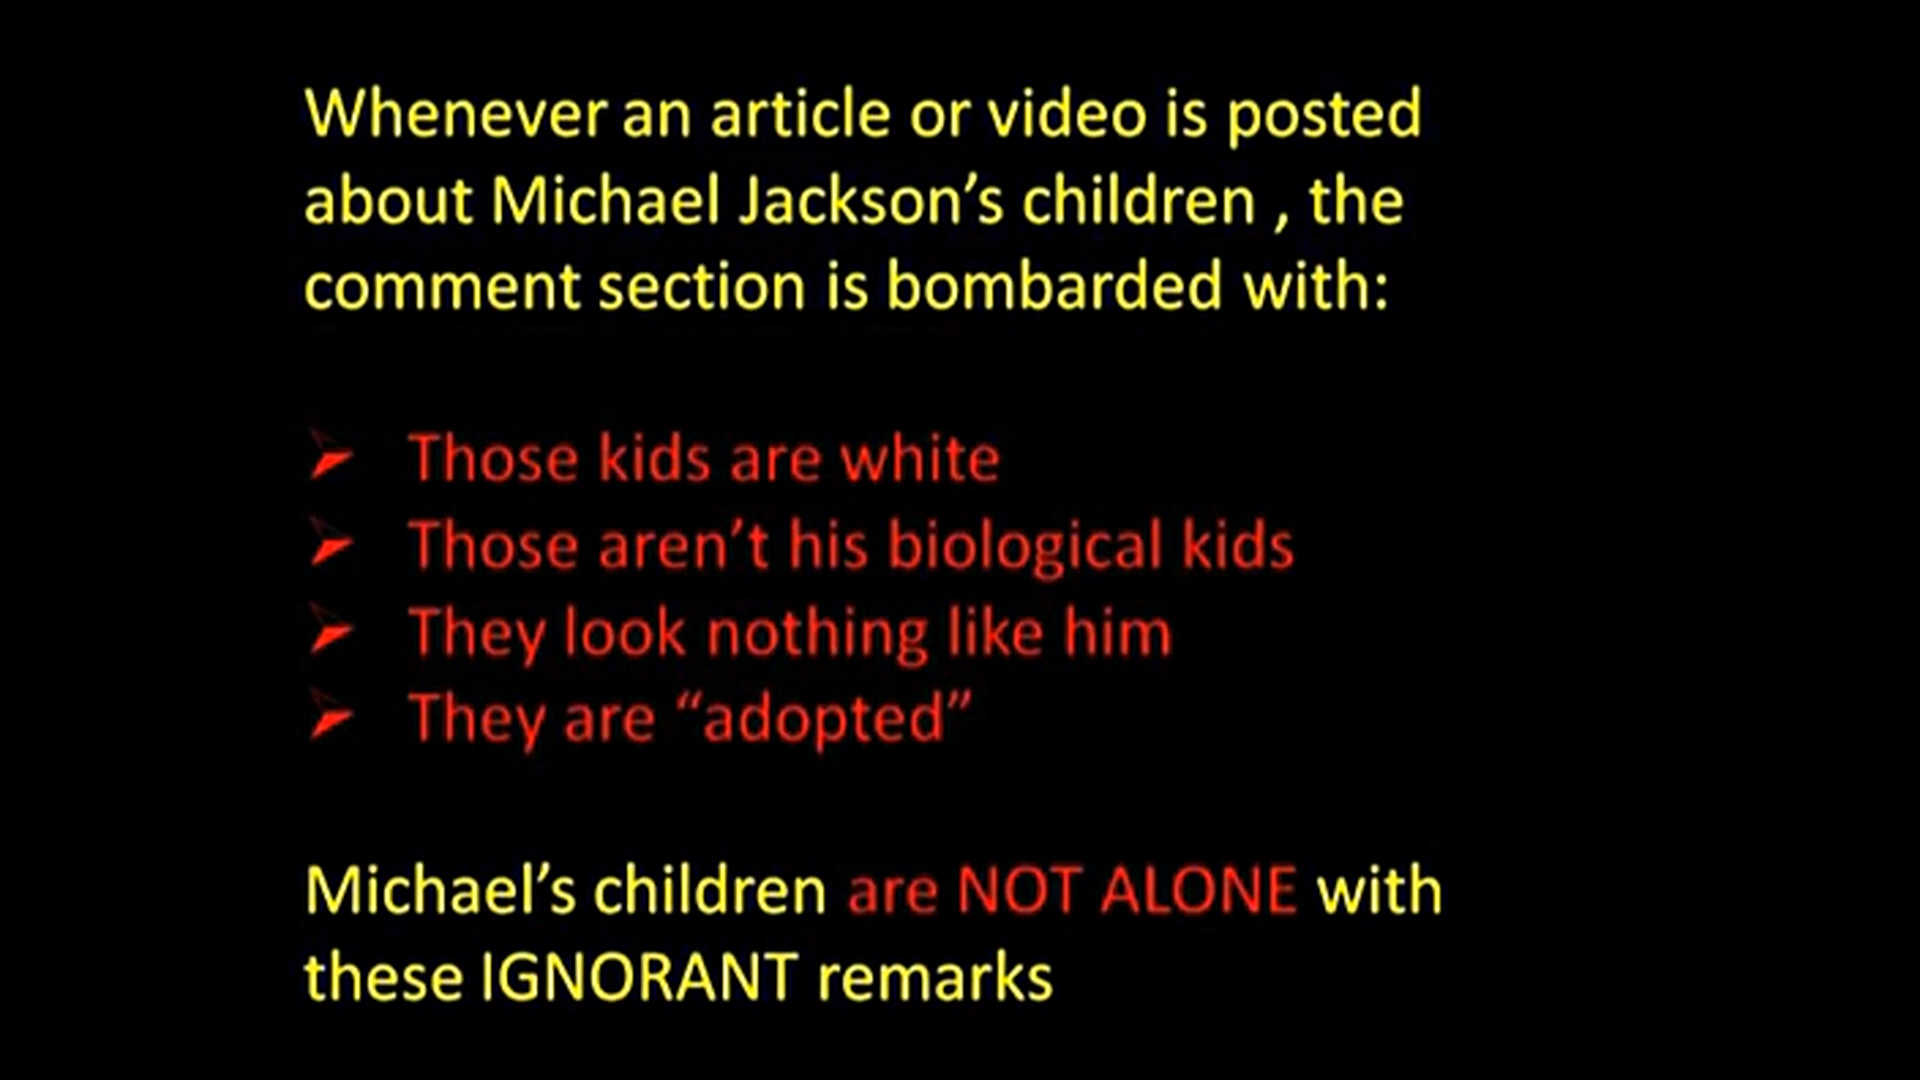 Whenever an article or video is posted
about Michael Jackson’s children , the
comment section is bombarded with:
➢ Those kids are white
➢ Those aren’t his biological kids
➢ They look nothing like him
➢ They are “adopted”
Michael’s children are NOT ALONE with
these IGNORANT remarks